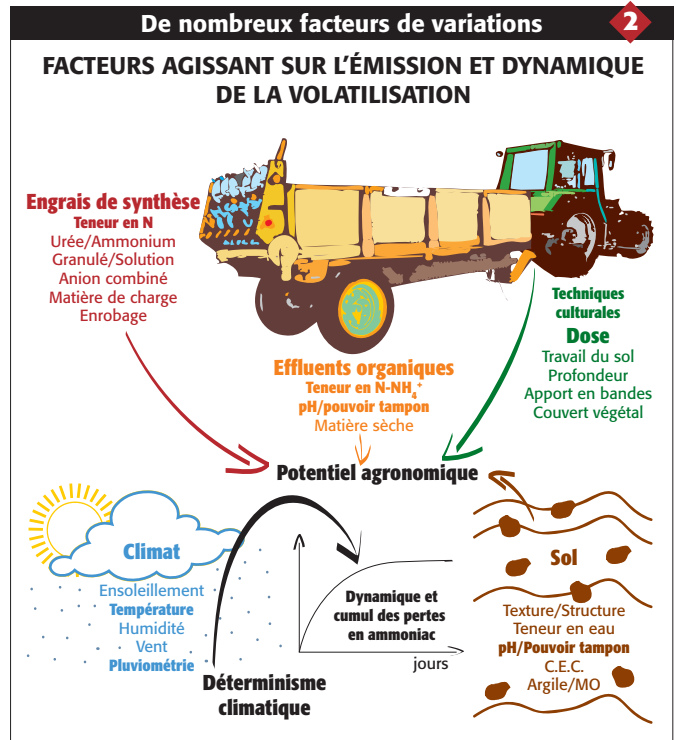 De nombreux facteurs de variations
2
FACTEURS AGISSANT SUR L’ÉMISSION ET DYNAMIQUE
DE LA VOLATILISATION
Engrais de synthèse
Teneur en N
Urée/Ammonium
Granulé/Solution
Anion combiné
Matière de charge
Enrobage
Effluents organiques
Teneur en N-NH₄⁺
pH/pouvoir tampon
Matière sèche
Techniques
culturales
Dose
Travail du sol
Profondeur
Apport en bandes
Couvert végétal
Potentiel agronomique
Climat
Ensoleillement
Température
Humidité
Vent
Pluviométrie
Déterminisme
climatique
Dynamique et
cumul des pertes
en ammoniac
jours
Sol
Texture/Structure
Teneur en eau
pH/Pouvoir tampon
C.E.C.
Argile/MO